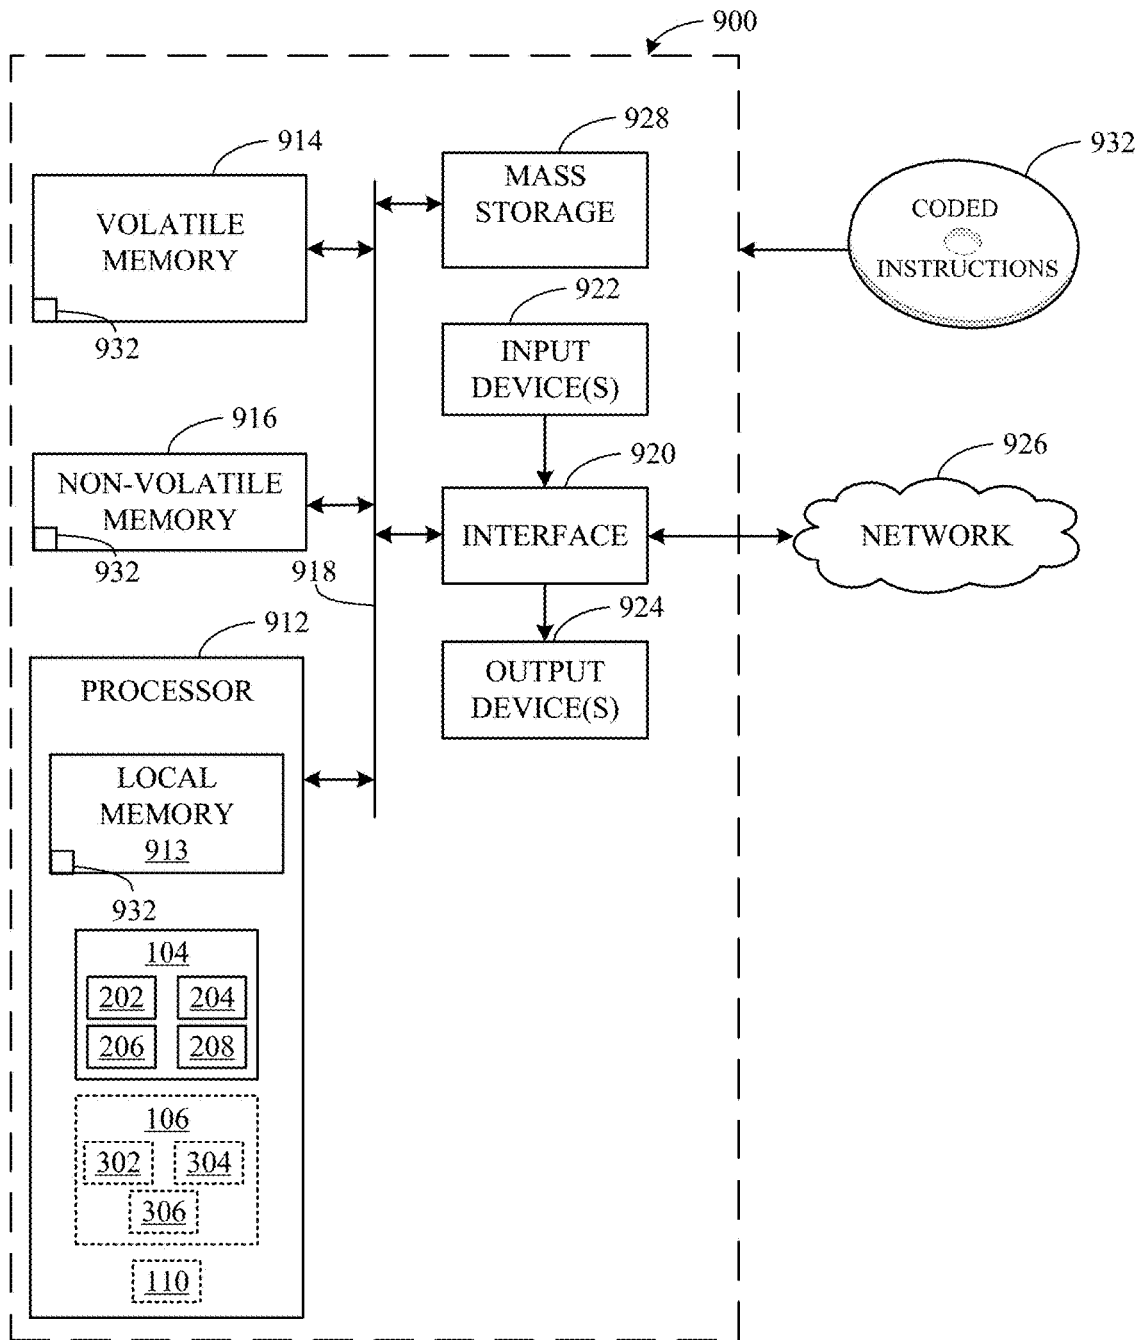 900
914
VOLATILE
MEMORY
932
928
MASS
STORAGE
932
CODED
INSTRUCTIONS
922
INPUT
DEVICE(S)
916
NON-VOLATILE
MEMORY
932
920
INTERFACE
926
NETWORK
918
924
OUTPUT
DEVICE(S)
912
PROCESSOR
LOCAL
MEMORY
913
932
104
202 204
206 208
106
302 304
306
110